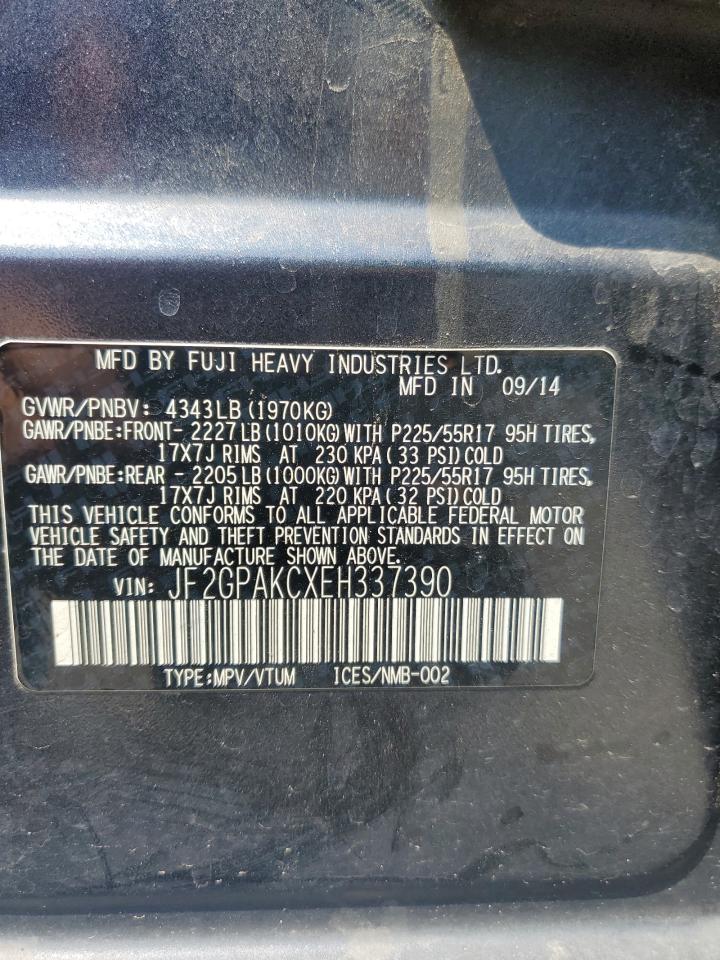 MFD BY FUJI HEAVY INDUSTRIES LTD.
MFD IN 09/14
GVWR/PNBV: 4343LB(1970KG)
GAWR/PNBE:FRONT- 2227LB(1010KG)WITH P225/55R17 95H TIRES,
17X7J RIMS AT 230 KPA(33 PSI)COLD
GAWR/PNBE:REAR - 2205LB(1000KG)WITH P225/55R17 95H TIRES,
17X7J RIMS AT 220 KPA(32 PSI)COLD
THIS VEHICLE CONFORMS TO ALL APPLICABLE FEDERAL MOTOR
VEHICLE SAFETY AND THEFT PREVENTION STANDARDS IN EFFECT ON
THE DATE OF MANUFACTURE SHOWN ABOVE.
VIN: JF2GPAKCXEH337390
TYPE:MPV/VTUM ICES/NMB-002